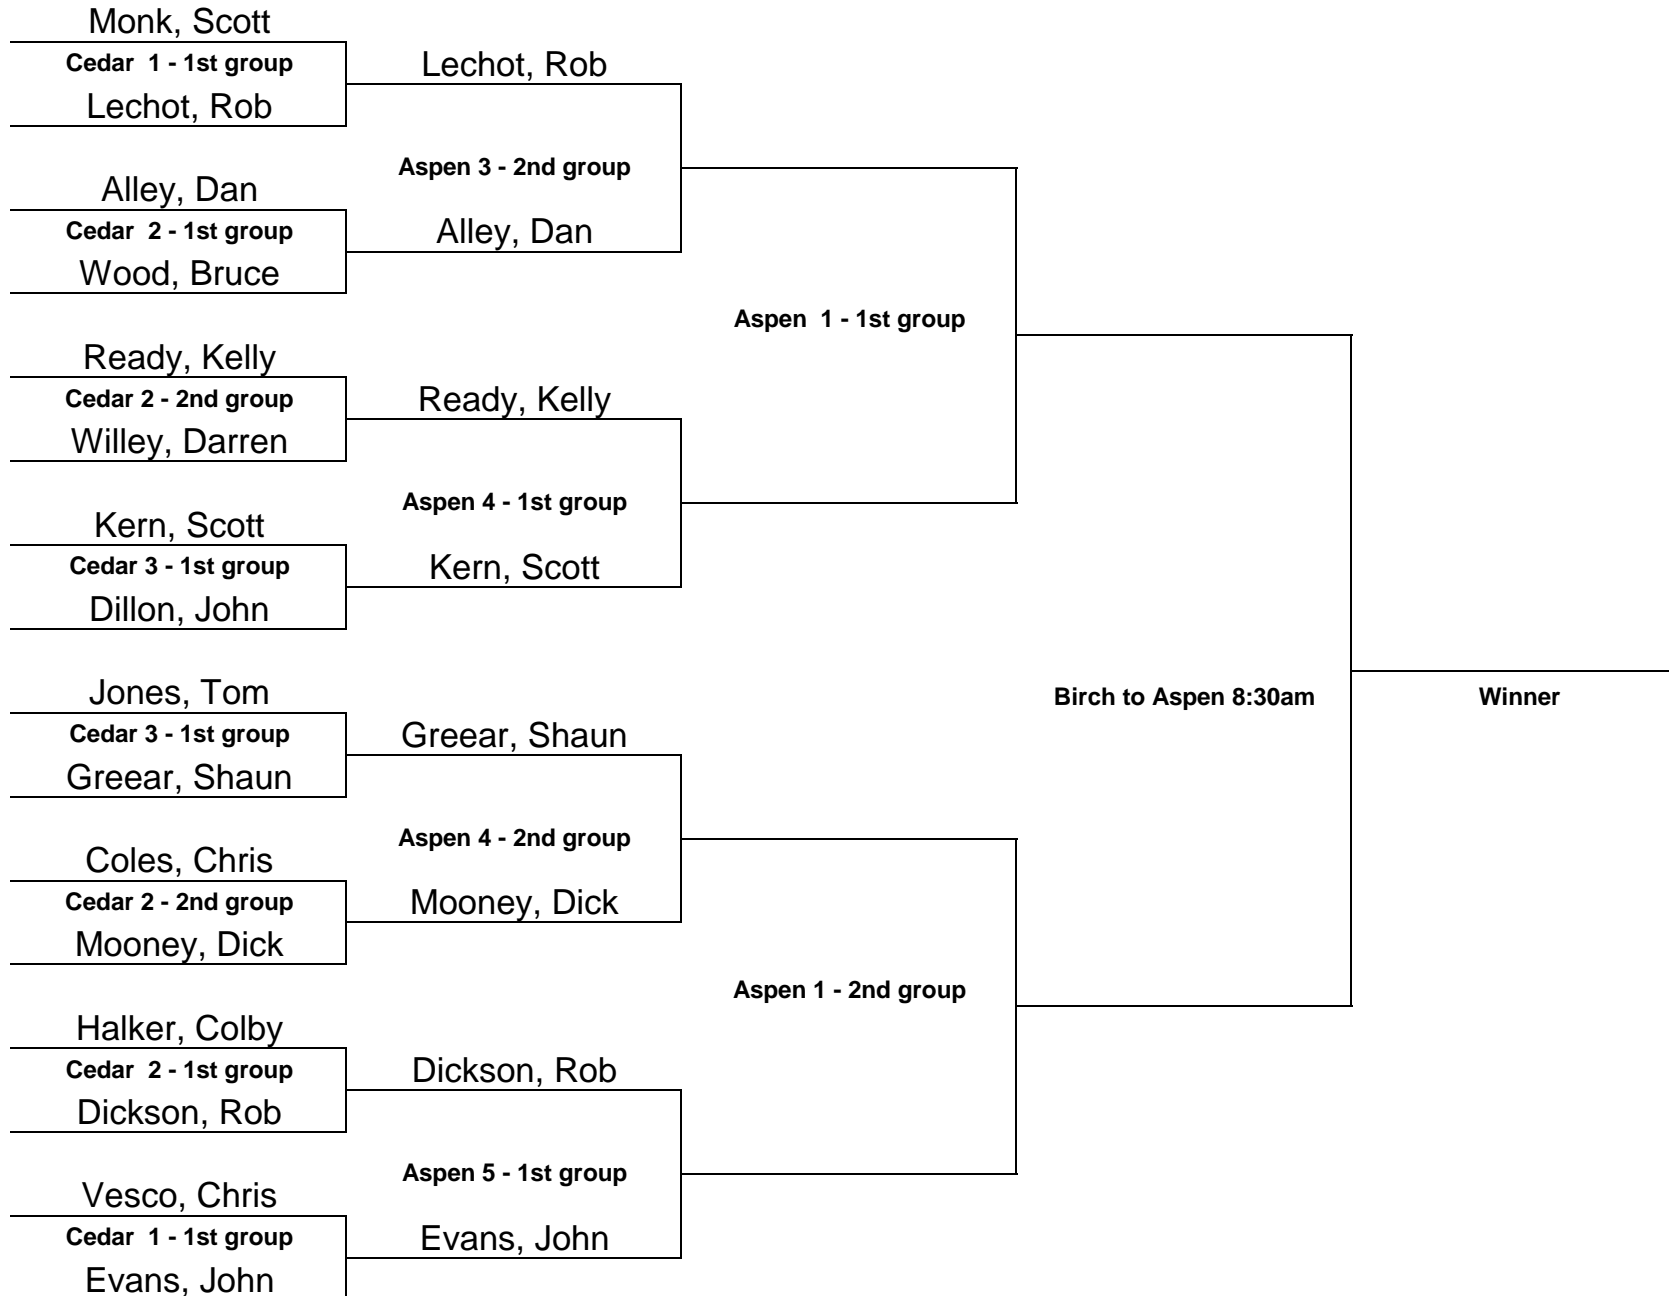 Monk, Scott
Cedar  1 - 1st group
Lechot, Rob
Alley, Dan
Cedar  2 - 1st group
Wood, Bruce
Ready, Kelly
Cedar 2 - 2nd group
Willey, Darren
Kern, Scott
Cedar 3 - 1st group
Dillon, John
Jones, Tom
Cedar 3 - 1st group
Greear, Shaun
Coles, Chris
Cedar 2 - 2nd group
Mooney, Dick
Halker, Colby
Cedar  2 - 1st group
Dickson, Rob
Vesco, Chris
Cedar  1 - 1st group
Evans, John
Lechot, Rob
Aspen 3 - 2nd group
Alley, Dan
Ready, Kelly
Aspen 4 - 1st group
Kern, Scott
Greear, Shaun
Aspen 4 - 2nd group
Mooney, Dick
Dickson, Rob
Aspen 5 - 1st group
Evans, John
Aspen  1 - 1st group
Aspen 1 - 2nd group
Birch to Aspen 8:30am
Winner